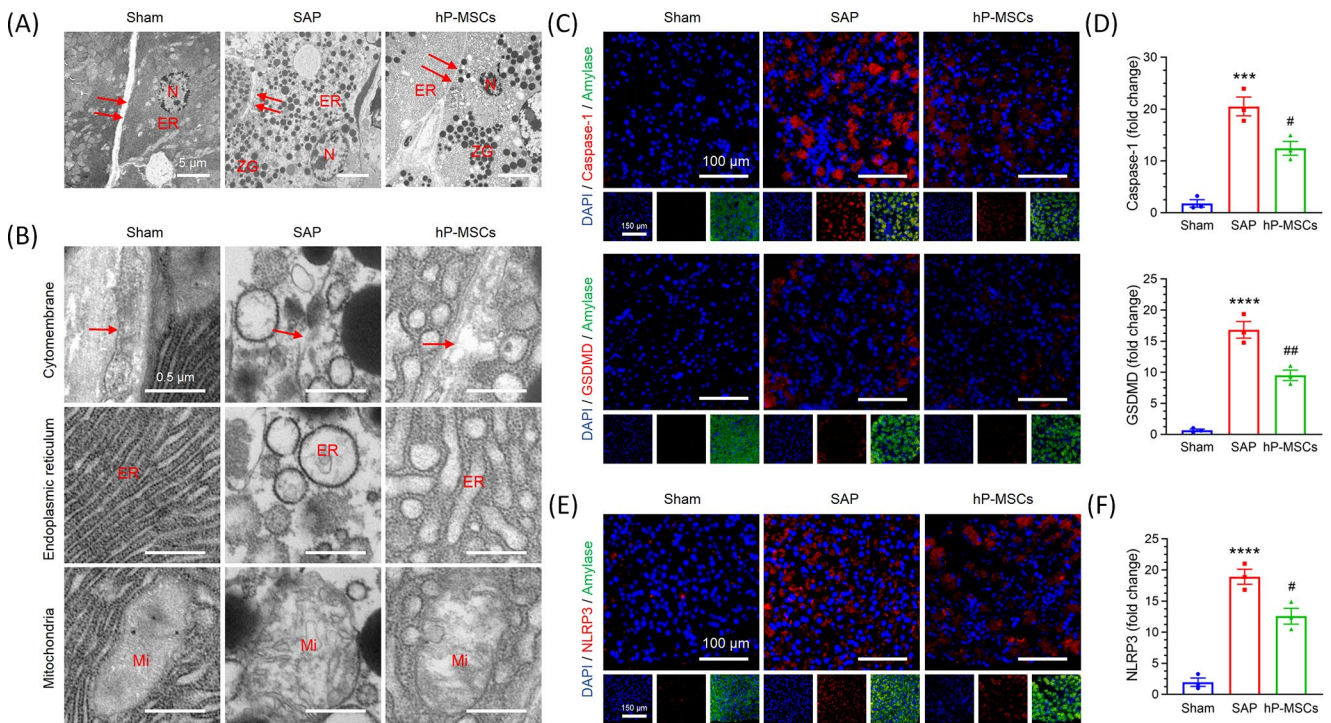 (A)
Sham SAP hP-MSCs
N
ER
5 µm
ER
ZG
N
ER
N
ZG
(B)
Sham SAP hP-MSCs
Cytomembrane
0.5 µm
Endoplasmic reticulum
ER
ER
ER
Mitochondria
Mi
Mi
Mi
(C)
Sham SAP hP-MSCs
DAPI / Caspase-1 / Amylase
100 µm
150 µm
DAPI / GSDMD / Amylase
(D)
Caspase-1 (fold change)
30
20
10
0
***
#
Sham SAP hP-MSCs
GSDMD (fold change)
25
20
15
10
5
0
****
##
Sham SAP hP-MSCs
(E)
Sham SAP hP-MSCs
DAPI / NLRP3 / Amylase
100 µm
150 µm
(F)
NLRP3 (fold change)
25
20
15
10
5
0
****
#
Sham SAP hP-MSCs